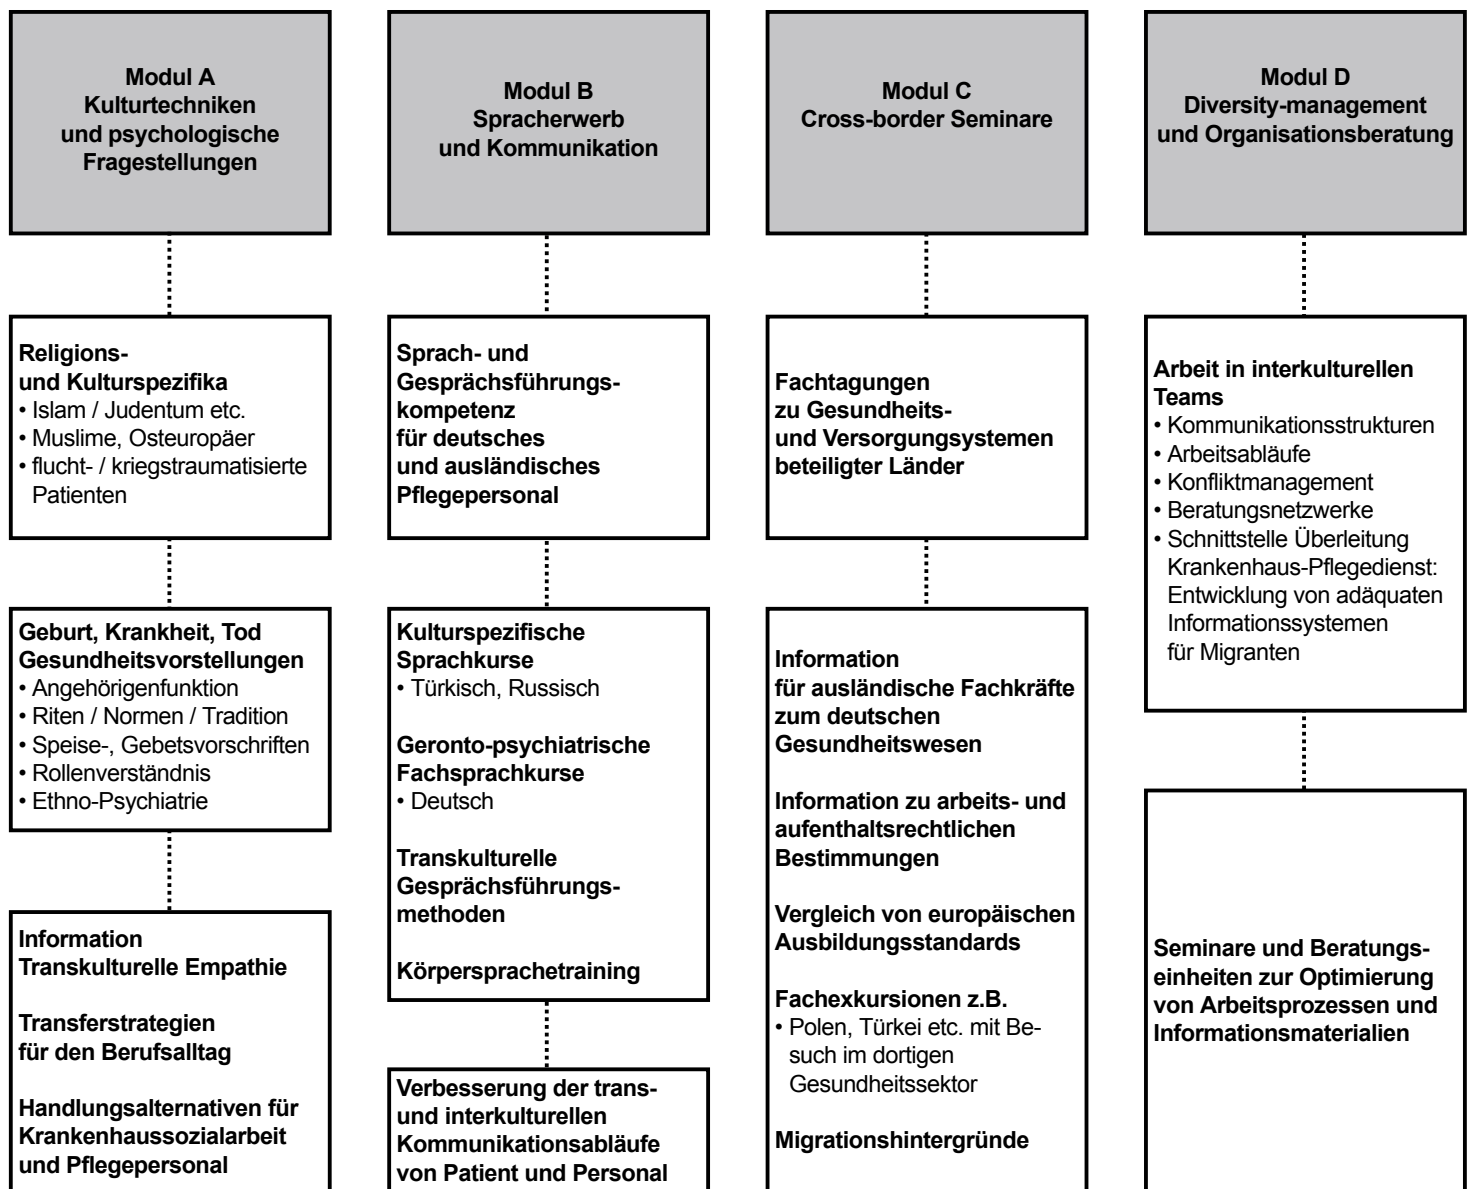 Modul A
Kulturtechniken
und psychologische
Fragestellungen
Religions-
und Kulturspezifika
• Islam / Judentum etc.
• Muslime, Osteuropäer
• flucht- / kriegstraumatisierte
Patienten
Geburt, Krankheit, Tod
Gesundheitsvorstellungen
• Angehörigenfunktion
• Riten / Normen / Tradition
• Speise-, Gebetsvorschriften
• Rollenverständnis
• Ethno-Psychiatrie
Information
Transkulturelle Empathie
Transferstrategien
für den Berufsalltag
Handlungsalternativen für
Krankenhaussozialarbeit
und Pflegepersonal
Modul B
Spracherwerb
und Kommunikation
Sprach- und
Gesprächsführungs-
kompetenz
für deutsches
und ausländisches
Pflegepersonal
Kulturspezifische
Sprachkurse
• Türkisch, Russisch
Geronto-psychiatrische
Fachsprachkurse
• Deutsch
Transkulturelle
Gesprächsführungs-
methoden
Körpersprachetraining
Verbesserung der trans-
und interkulturellen
Kommunikationsabläufe
von Patient und Personal
Modul C
Cross-border Seminare
Fachtagungen
zu Gesundheits-
und Versorgungsystemen
beteiligter Länder
Information
für ausländische Fachkräfte
zum deutschen
Gesundheitswesen
Information zu arbeits- und
aufenthaltsrechtlichen
Bestimmungen
Vergleich von europäischen
Ausbildungsstandards
Fachexkursionen z.B.
• Polen, Türkei etc. mit Be-
such im dortigen
Gesundheitssektor
Migrationshintergründe
Modul D
Diversity-management
und Organisationsberatung
Arbeit in interkulturellen
Teams
• Kommunikationsstrukturen
• Arbeitsabläufe
• Konfliktmanagement
• Beratungsnetzwerke
• Schnittstelle Überleitung
Krankenhaus-Pflegedienst:
Entwicklung von adäquaten
Informationssystemen
für Migranten
Seminare und Beratungs-
einheiten zur Optimierung
von Arbeitsprozessen und
Informationsmaterialien